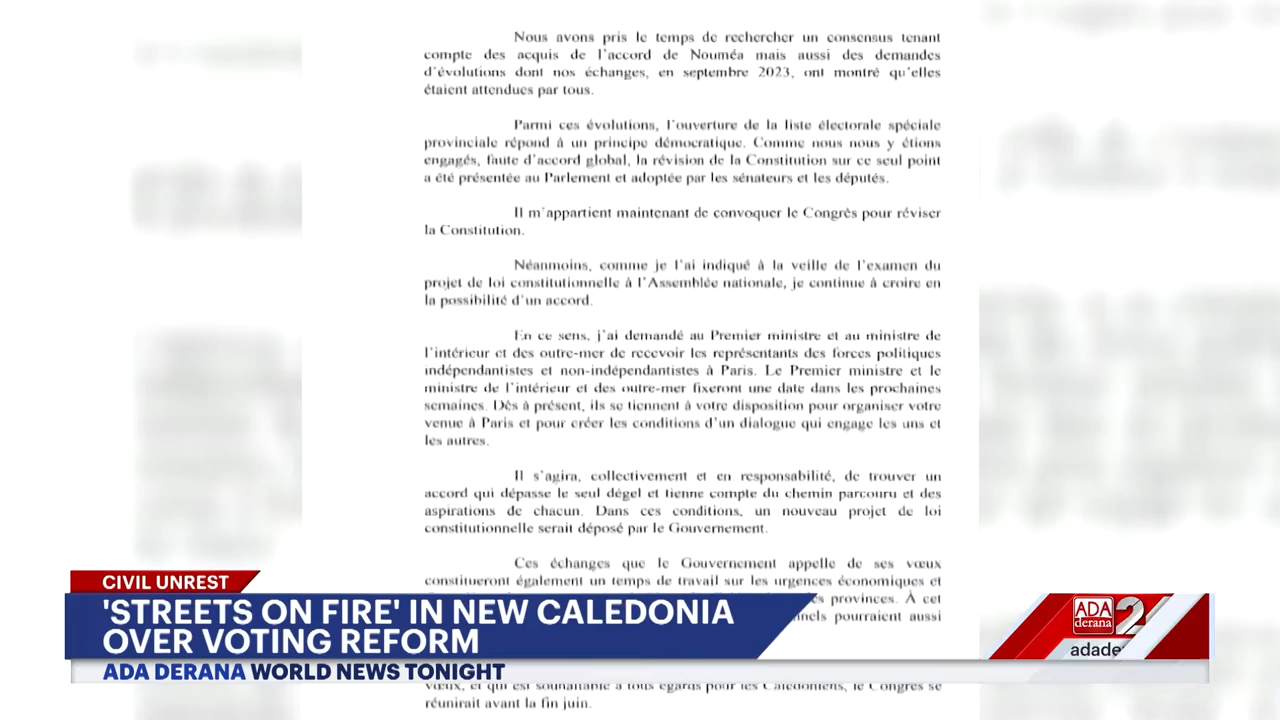 Nous avons pris le temps de rechercher un consensus tenant
compte des acquis de l'accord de Nouméa mais aussi des demandes
d'évolutions dont nos échanges, en septembre 2023, ont montré qu'elles
étaient attendues par tous.
Parmi ces évolutions, l'ouverture de la liste électorale spéciale
provinciale répond à un principe démocratique. Comme nous nous y étions
engagés, faute d'accord global, la révision de la Constitution sur ce seul point
a été présentée au Parlement et adoptée par les sénateurs et les députés.
Il m'appartient maintenant de convoquer le Congrès pour réviser
la Constitution.
Néanmoins, comme je l'ai indiqué à la veille de l'examen du
projet de loi constitutionnelle à l'Assemblée nationale, je continue à croire en
la possibilité d'un accord.
En ce sens, j'ai demandé au Premier ministre et au ministre de
l'intérieur et des outre-mer de recevoir les représentants des forces politiques
indépendantistes et non-indépendantistes à Paris. Le Premier ministre et le
ministre de l'intérieur et des outre-mer fixeront une date dans les prochaines
semaines. Dès à présent, ils se tiennent à votre disposition pour organiser votre
venue à Paris et pour créer les conditions d'un dialogue qui engage les uns et
les autres.
Il s'agira, collectivement et en responsabilité, de trouver un
accord qui dépasse le seul dégel et tienne compte du chemin parcouru et des
aspirations de chacun. Dans ces conditions, un nouveau projet de loi
constitutionnelle serait déposé par le Gouvernement.
Ces échanges que le Gouvernement appelle de ses vœux
constitueront également un temps de travail sur les urgences économiques et
provinces. À cet
pourraient aussi
CIVIL UNREST
'STREETS ON FIRE' IN NEW CALEDONIA
OVER VOTING REFORM
ADA DERANA WORLD NEWS TONIGHT
ADA
derana 2
adade
vœux, et qui est souhaitable à tous égards pour les Calédoniens, le Congrès se
réunirait avant la fin juin.